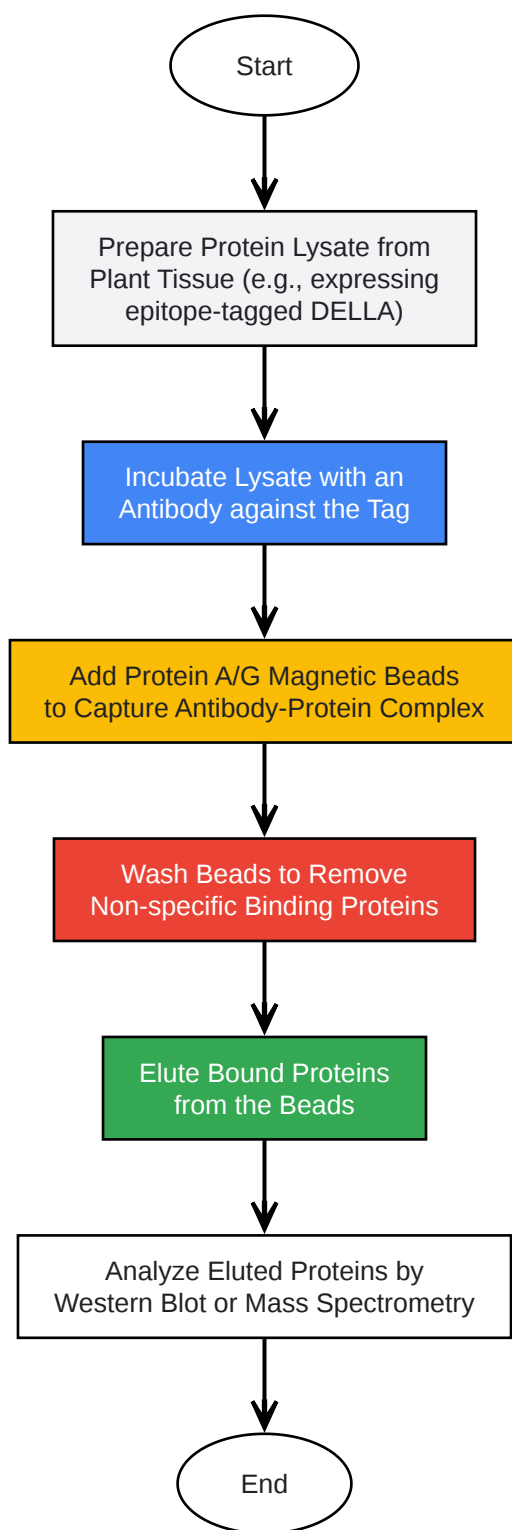 Start
Prepare Protein Lysate from
Plant Tissue (e.g., expressing
epitope-tagged DELLA)
Incubate Lysate with an
Antibody against the Tag
Add Protein A/G Magnetic Beads
to Capture Antibody-Protein Complex
Wash Beads to Remove
Non-specific Binding Proteins
Elute Bound Proteins
from the Beads
Analyze Eluted Proteins by
Western Blot or Mass Spectrometry
End